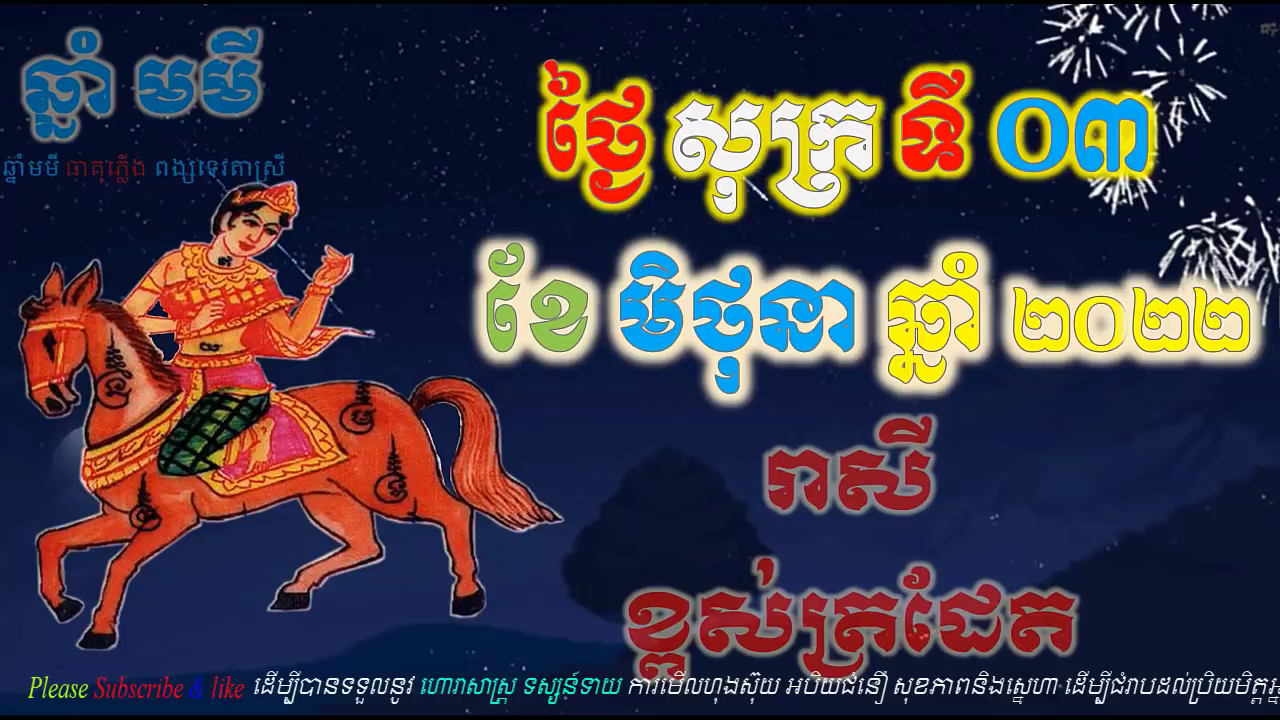 ឆ្នាំ មមី
ឆ្នាំមមី ធាតុភ្លើង ពង្សទេវតាស្រី
ថ្ងៃ សុក្រ ទី ០៣
ខែ មិថុនា ឆ្នាំ ២០២២
រាសី
ខ្ពស់ត្រដែត
Please Subscribe & like ដើម្បីបានទទួលនូវ ហោរាសាស្ត្រ ទស្សន៍ទាយ ការមើលហុងស៊ុយ អបិយជំនឿ សុខភាពនិងស្នេហា ដើម្បីជំរាបដល់ប្រិយមិត្ត